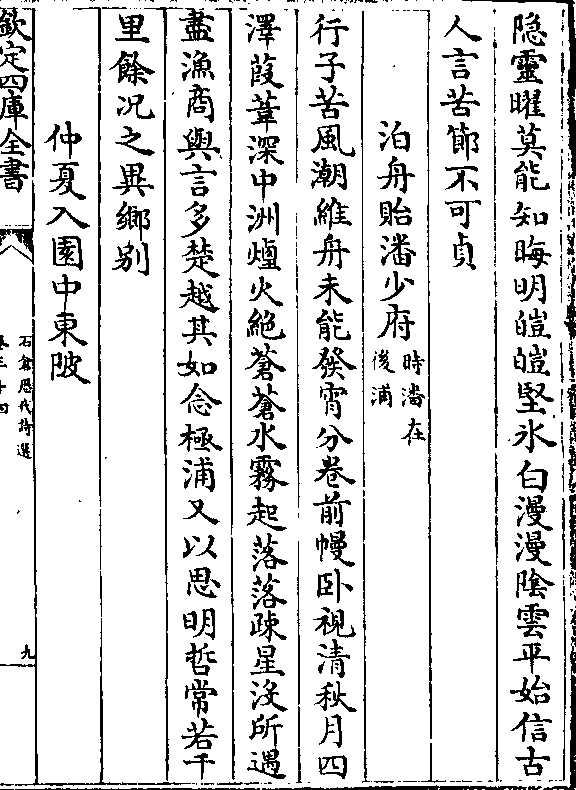 隐靈曜莫能知晦明皚皚堅氷白漫漫陰雲平始信古
人言苦節不可貞
泊舟貽潘少府時潘在後浦
行子苦風潮維舟未能發宵分卷前幔卧視清秋月四
澤葭葦深中洲煙火絶蒼蒼水霧起落落疎星没所遇
盡漁商與言多楚越其如念極浦又以思明哲常若千
里餘况之異鄉别
仲夏入園中東陂
欽定四庫全書
石倉歷代詩選
卷三十四
九